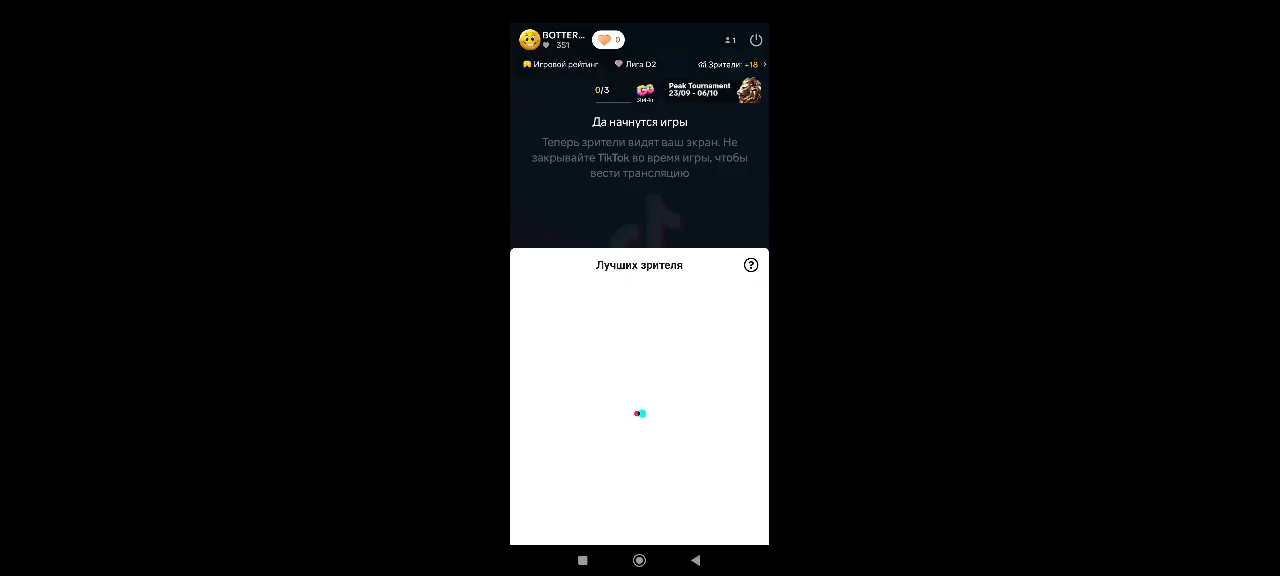 BOTTER...
351
0
1
Игровой рейтинг
Лига D2
Зрители: +18
0/3
Peak Tournament
23/09 - 06/10
Да начнутся игры
Теперь зрители видят ваш экран. Не
закрывайте TikTok во время игры, чтобы
вести трансляцию
Лучших зрителя